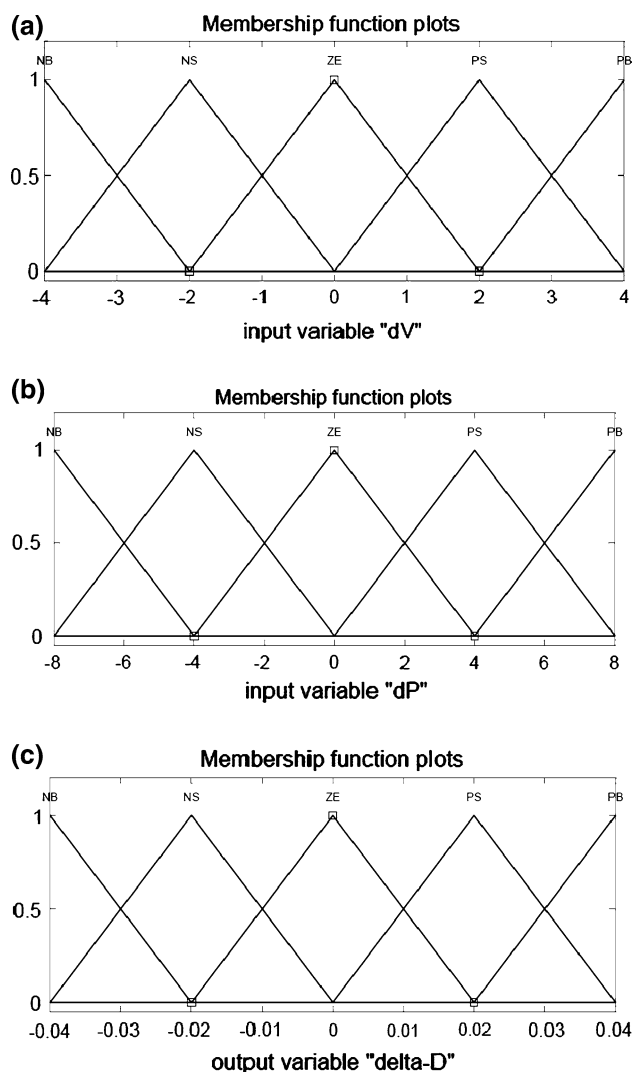 (a) Membership function plots
NB NS ZE PS PB
1
0.5
0
-4 -3 -2 -1 0 1 2 3 4
input variable "dV"
(b) Membership function plots
NB NS ZE PS PB
1
0.5
0
-8 -6 -4 -2 0 2 4 6 8
input variable "dP"
(c) Membership function plots
NB NS ZE PS PB
1
0.5
0
-0.04 -0.03 -0.02 -0.01 0 0.01 0.02 0.03 0.04
output variable "delta-D"